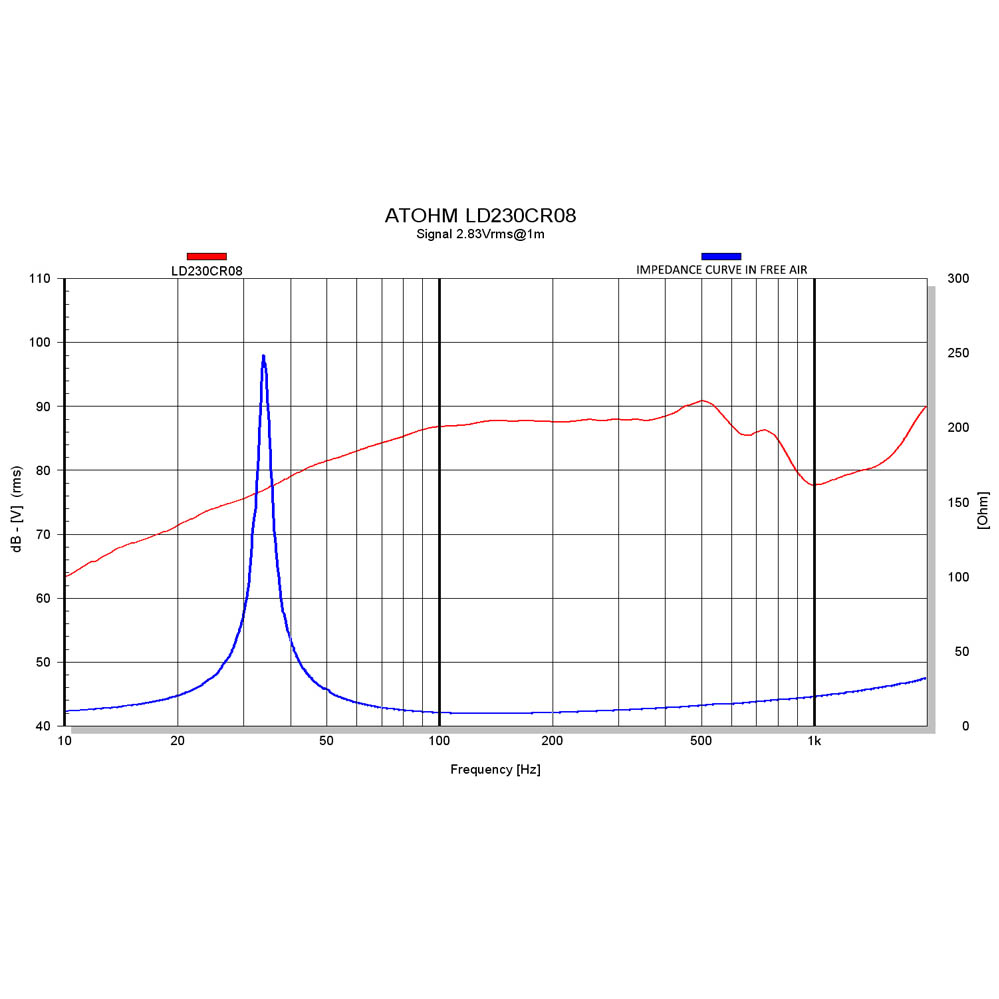 ATOHM LD230CR08
Signal 2.83Vrms@1m
LD230CR08
IMPEDANCE CURVE IN FREE AIR
110
100
90
80
70
60
50
40
dB - [V] (rms)
300
250
200
150
100
50
0
[Ohm]
10 20 50 100 200 500 1k
Frequency [Hz]